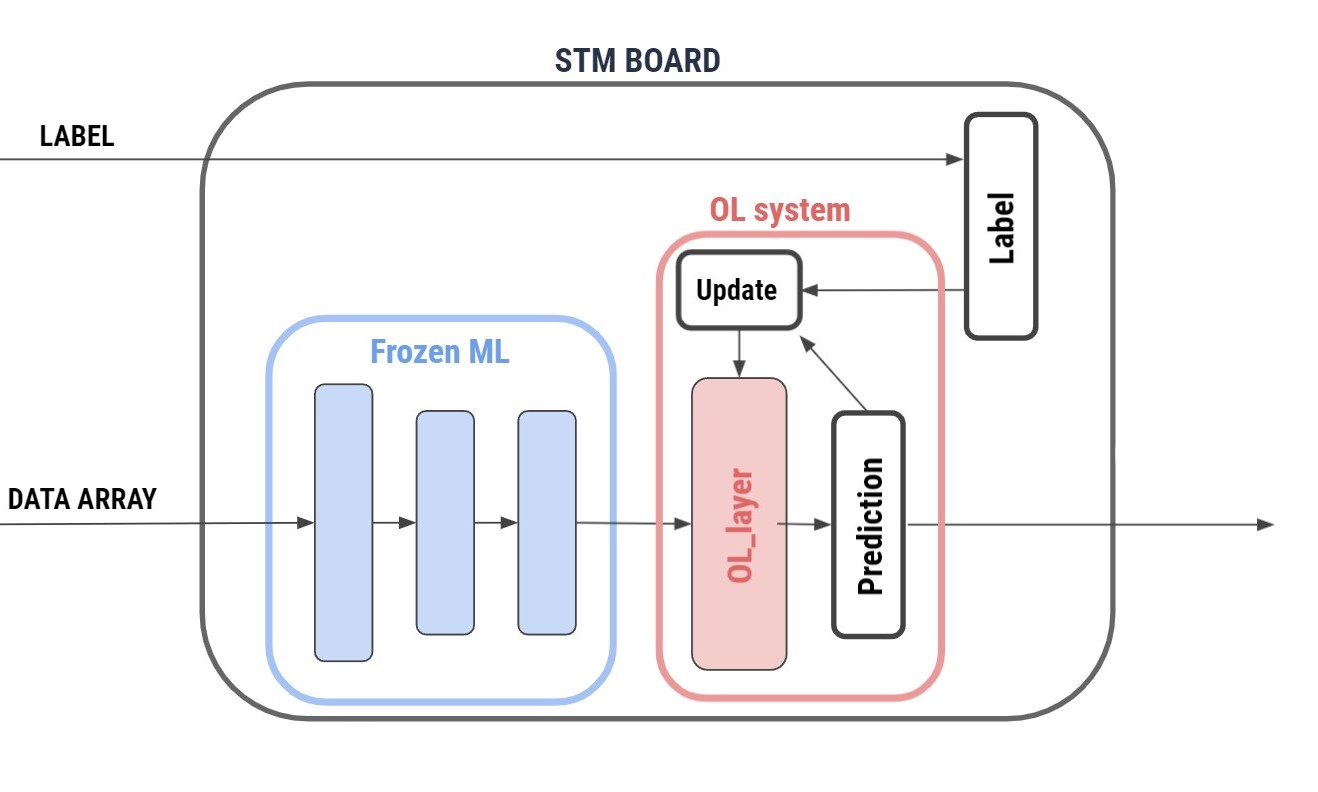 STM BOARD
LABEL
Label
OL system
Update
Frozen ML
DATA ARRAY
OL_layer
Prediction